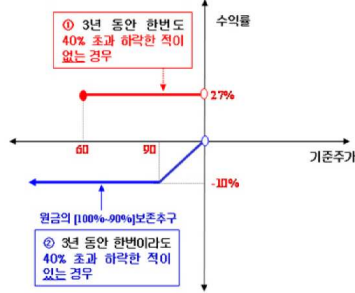 ① 3년 동안 한번도
40% 초과 하락한 적이
없는 경우
수익률
27%
60
90
기준주가
-10%
원금의 [100%~90%]보존추구
② 3년 동안 한번이라도
40% 초과 하락한 적이
있는 경우